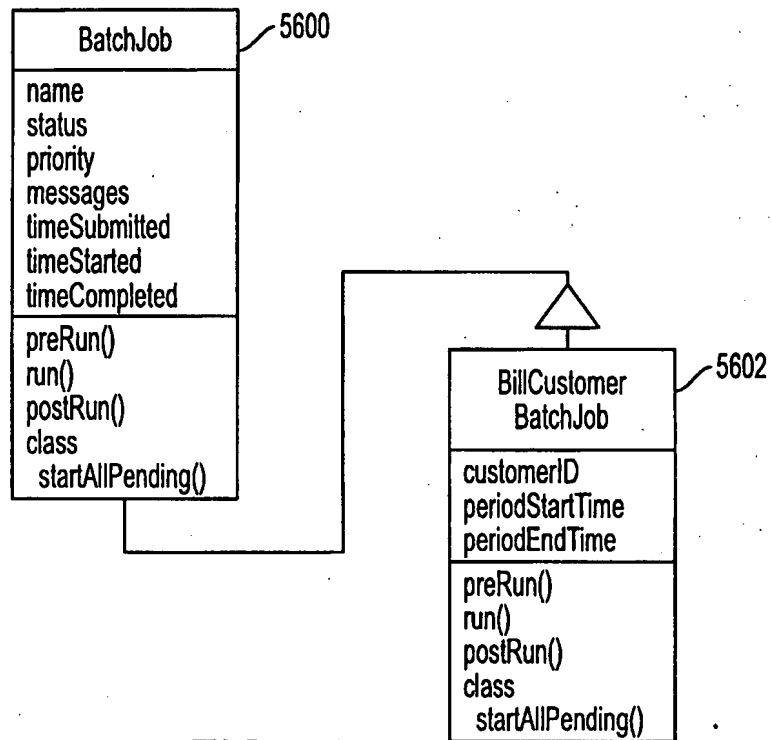 BatchJob
5600
name
status
priority
messages
timeSubmitted
timeStarted
timeCompleted
preRun()
run()
postRun()
class
startAllPending()
BillCustomer
BatchJob
5602
customerID
periodStartTime
periodEndTime
preRun()
run()
postRun()
class
startAllPending()